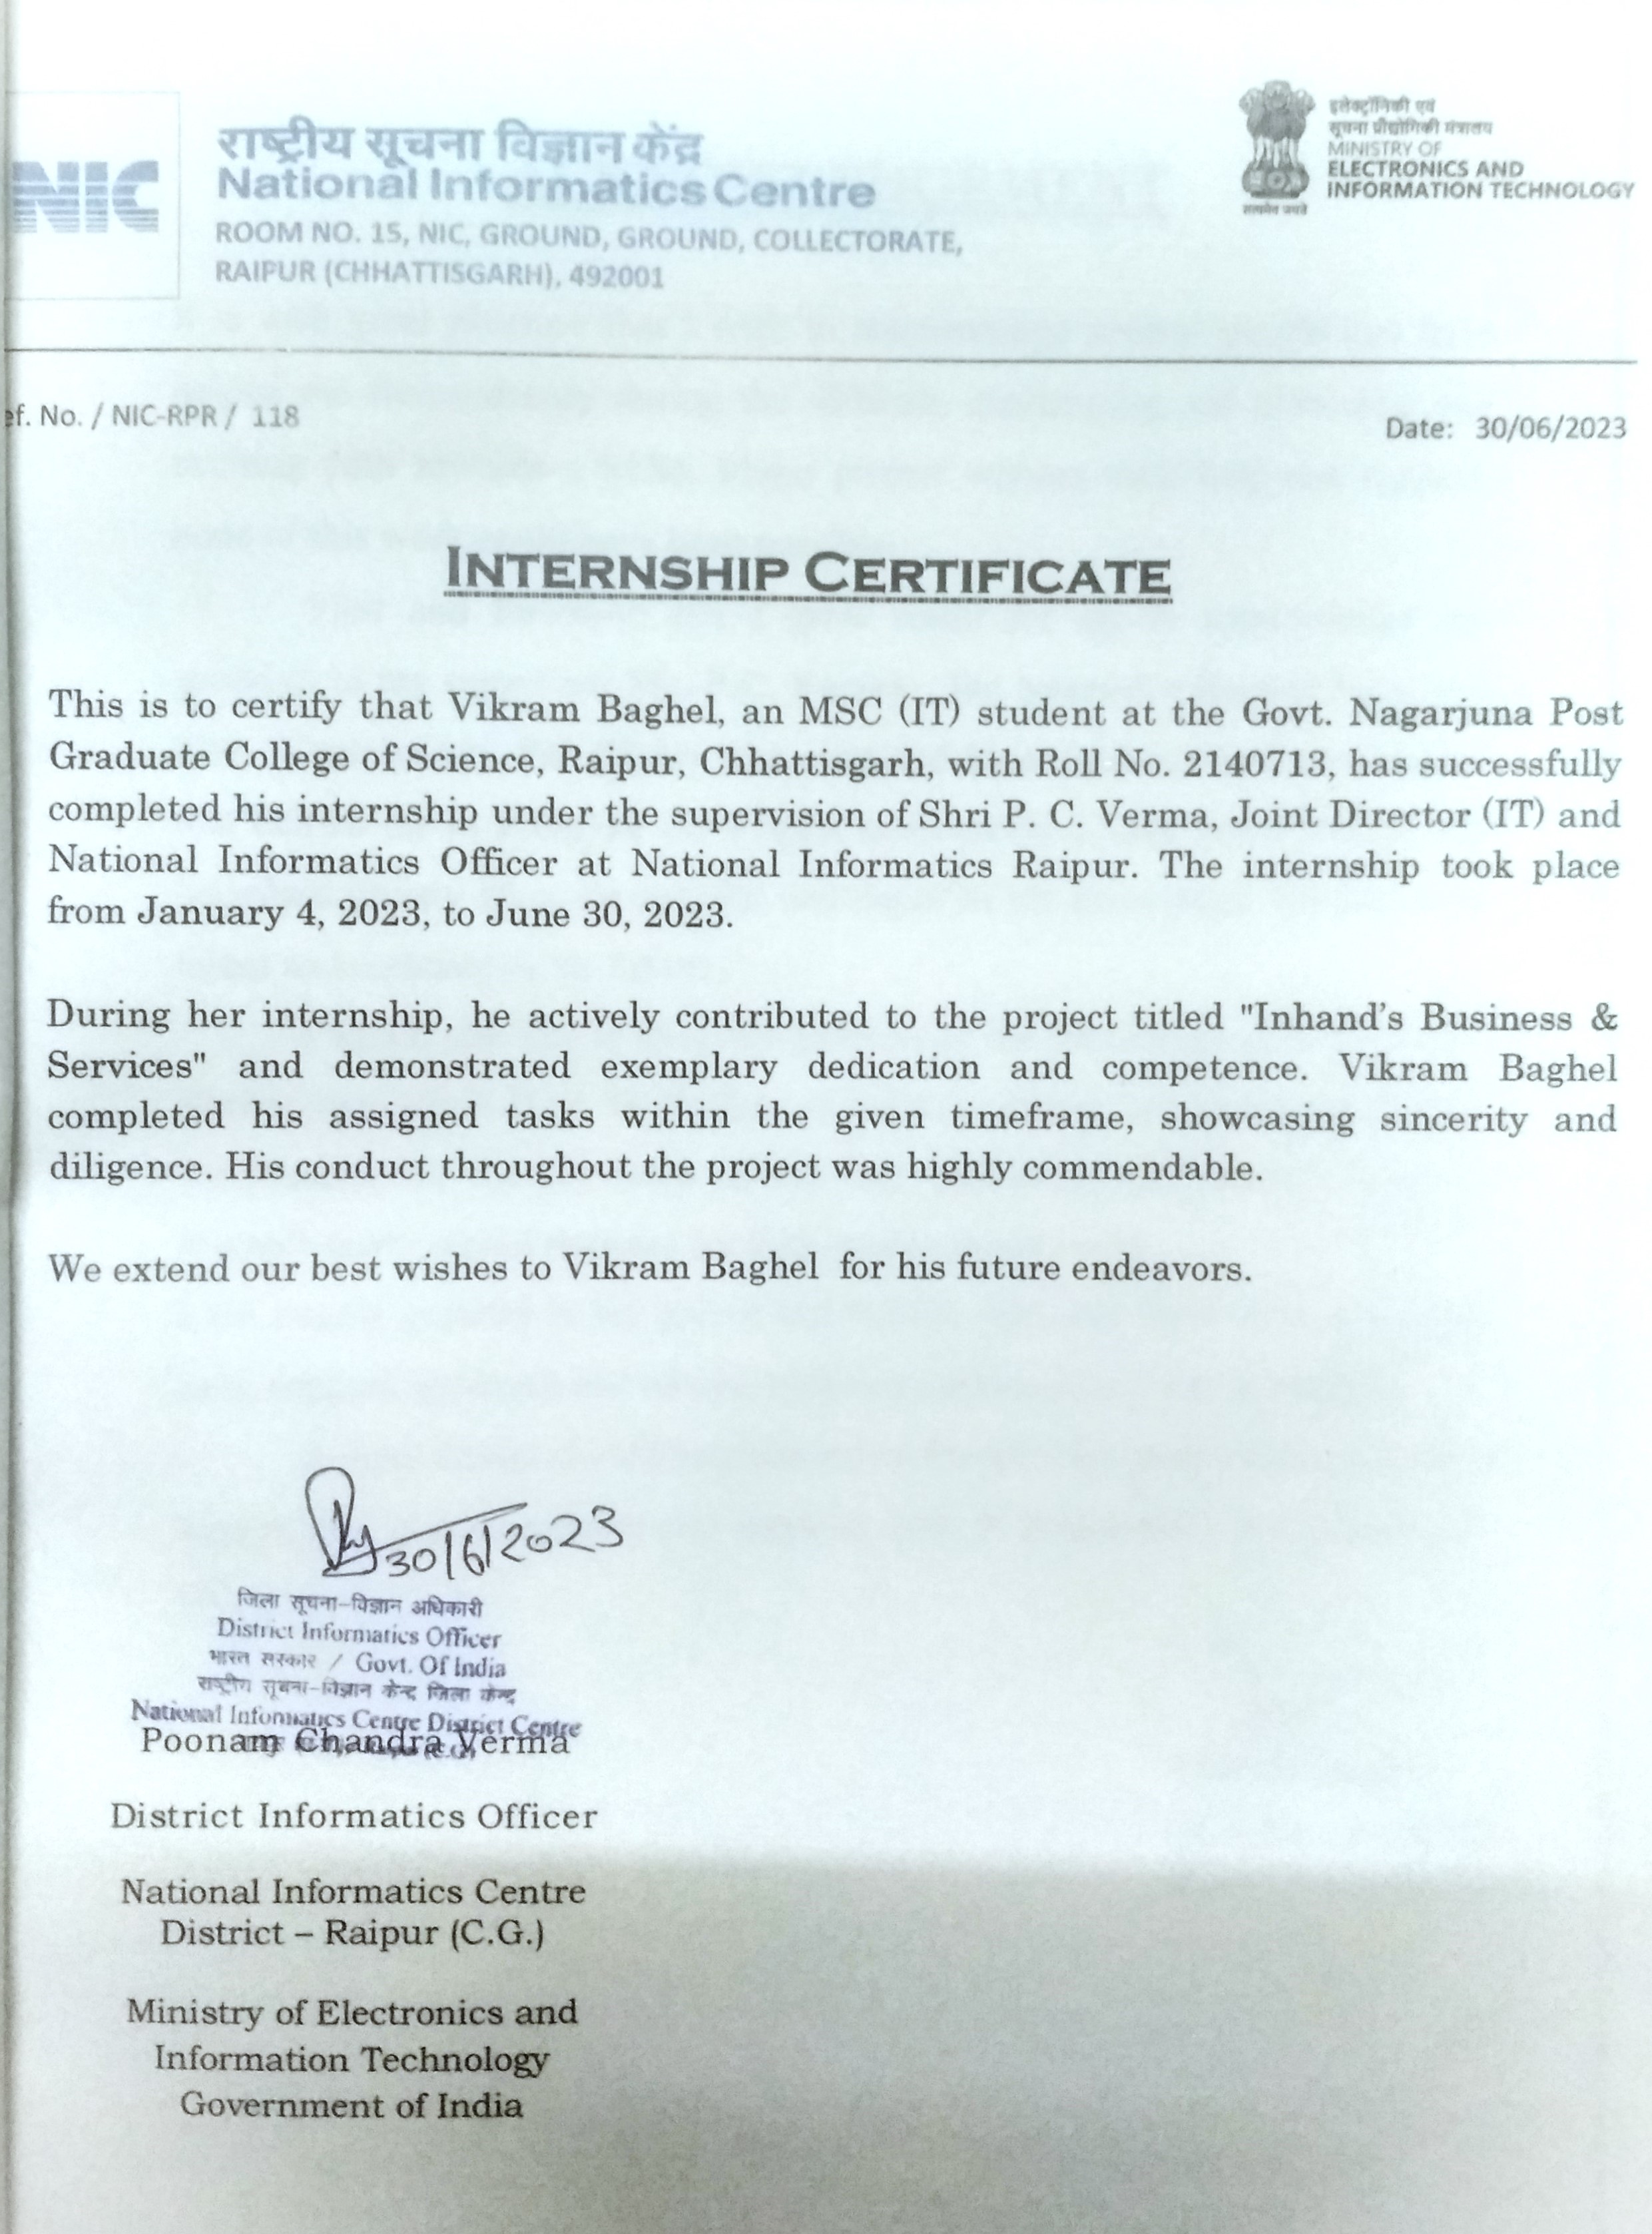 NIC
राष्ट्रीय सूचना विज्ञान केंद्र
National Informatics Centre
ROOM NO. 15, NIC, GROUND, GROUND, COLLECTORATE,
RAIPUR (CHHATTISGARH), 492001
इलेक्ट्रॉनिकी एवं
सूचना प्रौद्योगिकी मंत्रालय
MINISTRY OF
ELECTRONICS AND
INFORMATION TECHNOLOGY
सत्यमेव जयते
ef. No. / NIC-RPR / 118
Date: 30/06/2023
INTERNSHIP CERTIFICATE
This is to certify that Vikram Baghel, an MSC (IT) student at the Govt. Nagarjuna Post
Graduate College of Science, Raipur, Chhattisgarh, with Roll No. 2140713, has successfully
completed his internship under the supervision of Shri P. C. Verma, Joint Director (IT) and
National Informatics Officer at National Informatics Raipur. The internship took place
from January 4, 2023, to June 30, 2023.
During her internship, he actively contributed to the project titled "Inhand’s Business &
Services" and demonstrated exemplary dedication and competence. Vikram Baghel
completed his assigned tasks within the given timeframe, showcasing sincerity and
diligence. His conduct throughout the project was highly commendable.
We extend our best wishes to Vikram Baghel for his future endeavors.
30/6/2023
जिला सूचना-विज्ञान अधिकारी
District Informatics Officer
भारत सरकार / Govt. Of India
राष्ट्रीय सूचना-विज्ञान केन्द्र जिला केन्द्र
National Informatics Centre District Centre
Poonam Chandra Verma
District Informatics Officer
National Informatics Centre
District – Raipur (C.G.)
Ministry of Electronics and
Information Technology
Government of India